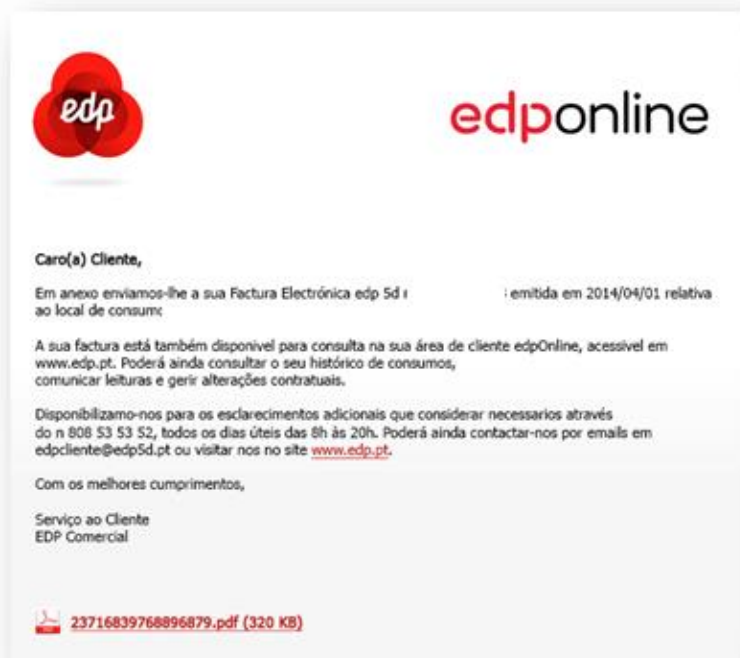 edp
edponline
Caro(a) Cliente,
Em anexo enviamos-lhe a sua Factura Electrónica edp 5d emitida em 2014/04/01 relativa
ao local de consumo
A sua factura está também disponivel para consulta na sua área de cliente edpOnline, acessivel em
www.edp.pt. Poderá ainda consultar o seu histórico de consumos,
comunicar leituras e gerir alterações contratuais.
Disponibilizamo-nos para os esclarecimentos adicionais que considerar necessarios através
do n 808 53 53 52, todos os dias úteis das 8h às 20h. Poderá ainda contactar-nos por emails em
edpcliente@edp5d.pt ou visitar nos no site www.edp.pt.
Com os melhores cumprimentos,
Serviço ao Cliente
EDP Comercial
23716839768896879.pdf (320 KB)